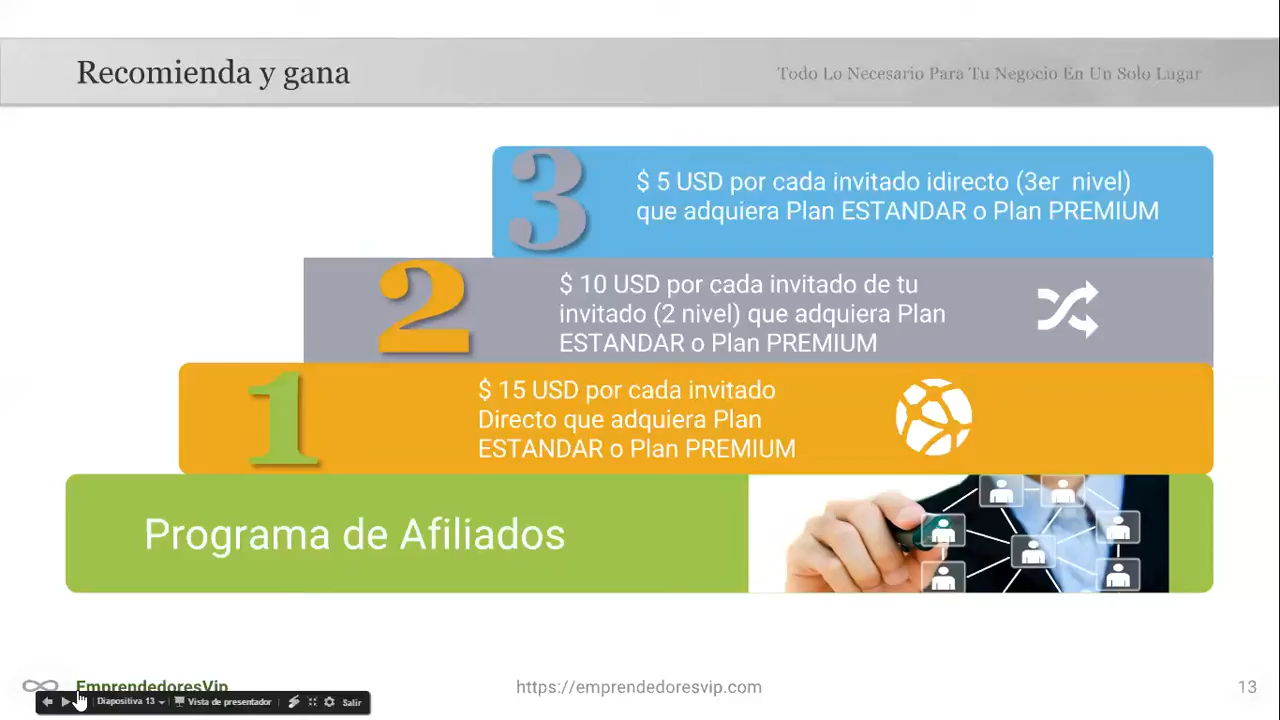 Recomienda y gana
Todo Lo Necesario Para Tu Negocio En Un Solo Lugar
3
$ 5 USD por cada invitado idirecto (3er nivel)
que adquiera Plan ESTANDAR o Plan PREMIUM
2
$ 10 USD por cada invitado de tu
invitado (2 nivel) que adquiera Plan
ESTANDAR o Plan PREMIUM
1
$ 15 USD por cada invitado
Directo que adquiera Plan
ESTANDAR o Plan PREMIUM
Programa de Afiliados
EmprendedoresVip
https://emprendedoresvip.com
13
Diapositiva 13
Vista de presentador
Salir